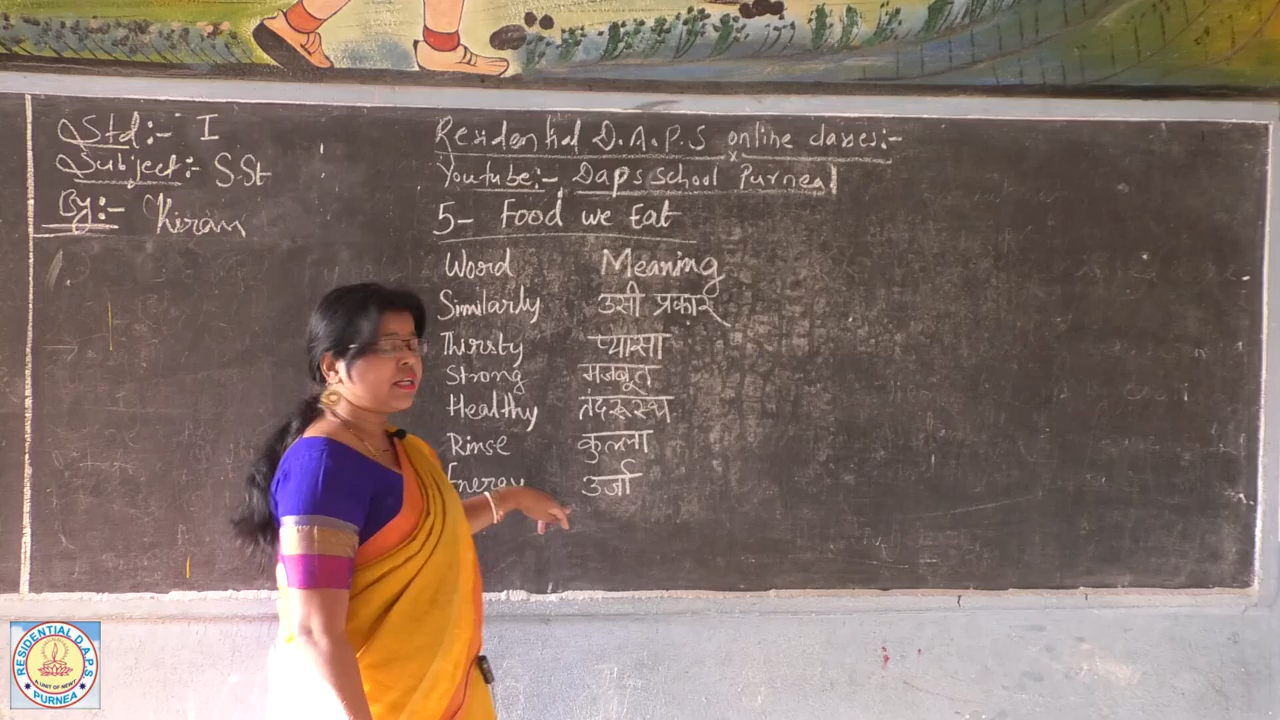 Std:- I
Subject:- S.St
By:- Kiran
Residential D.A.P.S online classes:-
Youtube:- Daps school Purnea
5- Food we Eat
Word Meaning
Similarly उसी प्रकार
Thirsty प्यासा
Strong मजबूत
Healthy तंदरूस्थ
Rinse कुल्ला
Energy उर्जा
RESIDENTIAL D.A.P.S
PURNEA